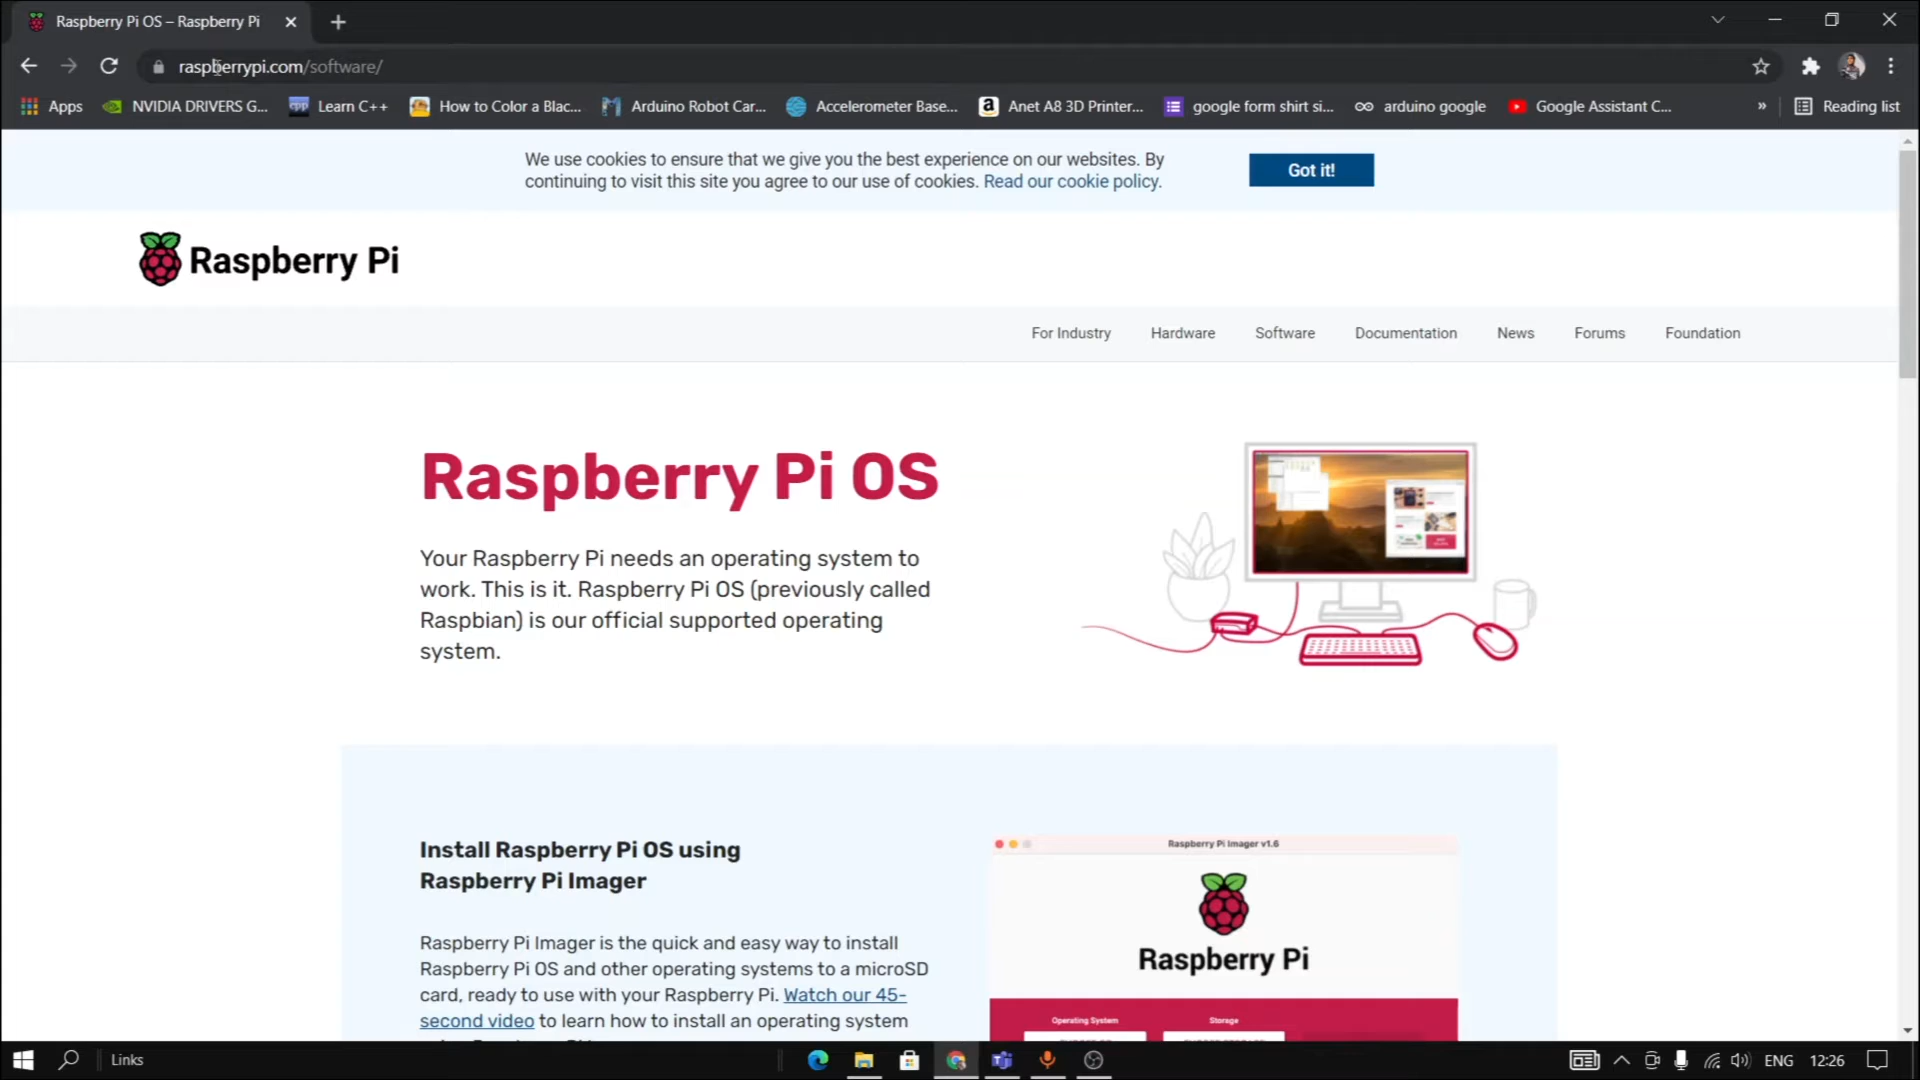 Raspberry Pi OS – Raspberry Pi
raspberrypi.com/software/
Apps NVIDIA DRIVERS G... Learn C++ How to Color a Blac... Arduino Robot Car... Accelerometer Base... Anet A8 3D Printer... google form shirt si... arduino google Google Assistant C... » Reading list
We use cookies to ensure that we give you the best experience on our websites. By
continuing to visit this site you agree to our use of cookies. Read our cookie policy.
Got it!
Raspberry Pi
For Industry Hardware Software Documentation News Forums Foundation
Raspberry Pi OS
Your Raspberry Pi needs an operating system to
work. This is it. Raspberry Pi OS (previously called
Raspbian) is our official supported operating
system.
Install Raspberry Pi OS using
Raspberry Pi Imager
Raspberry Pi Imager is the quick and easy way to install
Raspberry Pi OS and other operating systems to a microSD
card, ready to use with your Raspberry Pi. Watch our 45-
second video to learn how to install an operating system
Raspberry Pi Imager v1.6
Raspberry Pi
Operating System Storage
Links
ENG 12:26